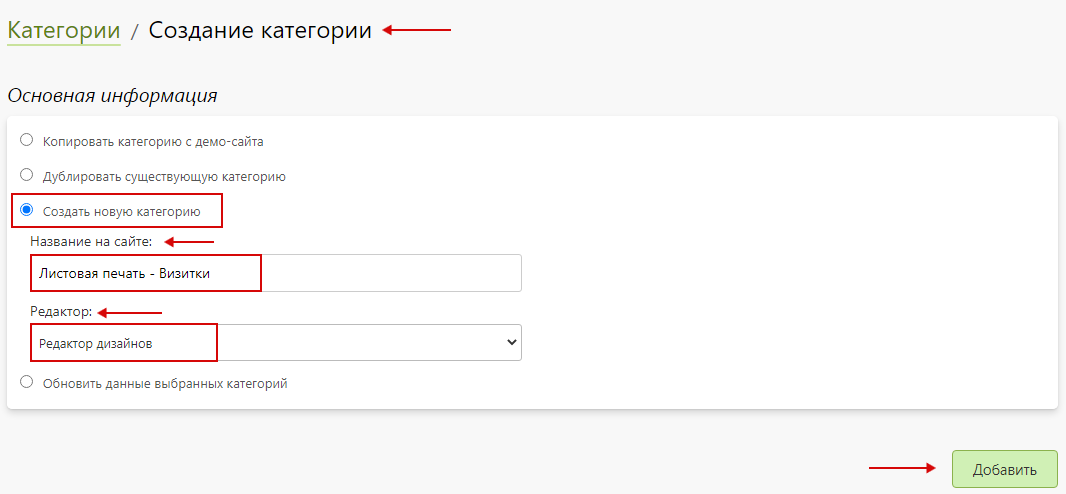 Категории / Создание категории
Основная информация
Копировать категорию с демо-сайта
Дублировать существующую категорию
Создать новую категорию
Название на сайте:
Листовая печать - Визитки
Редактор:
Редактор дизайнов
Обновить данные выбранных категорий
Добавить